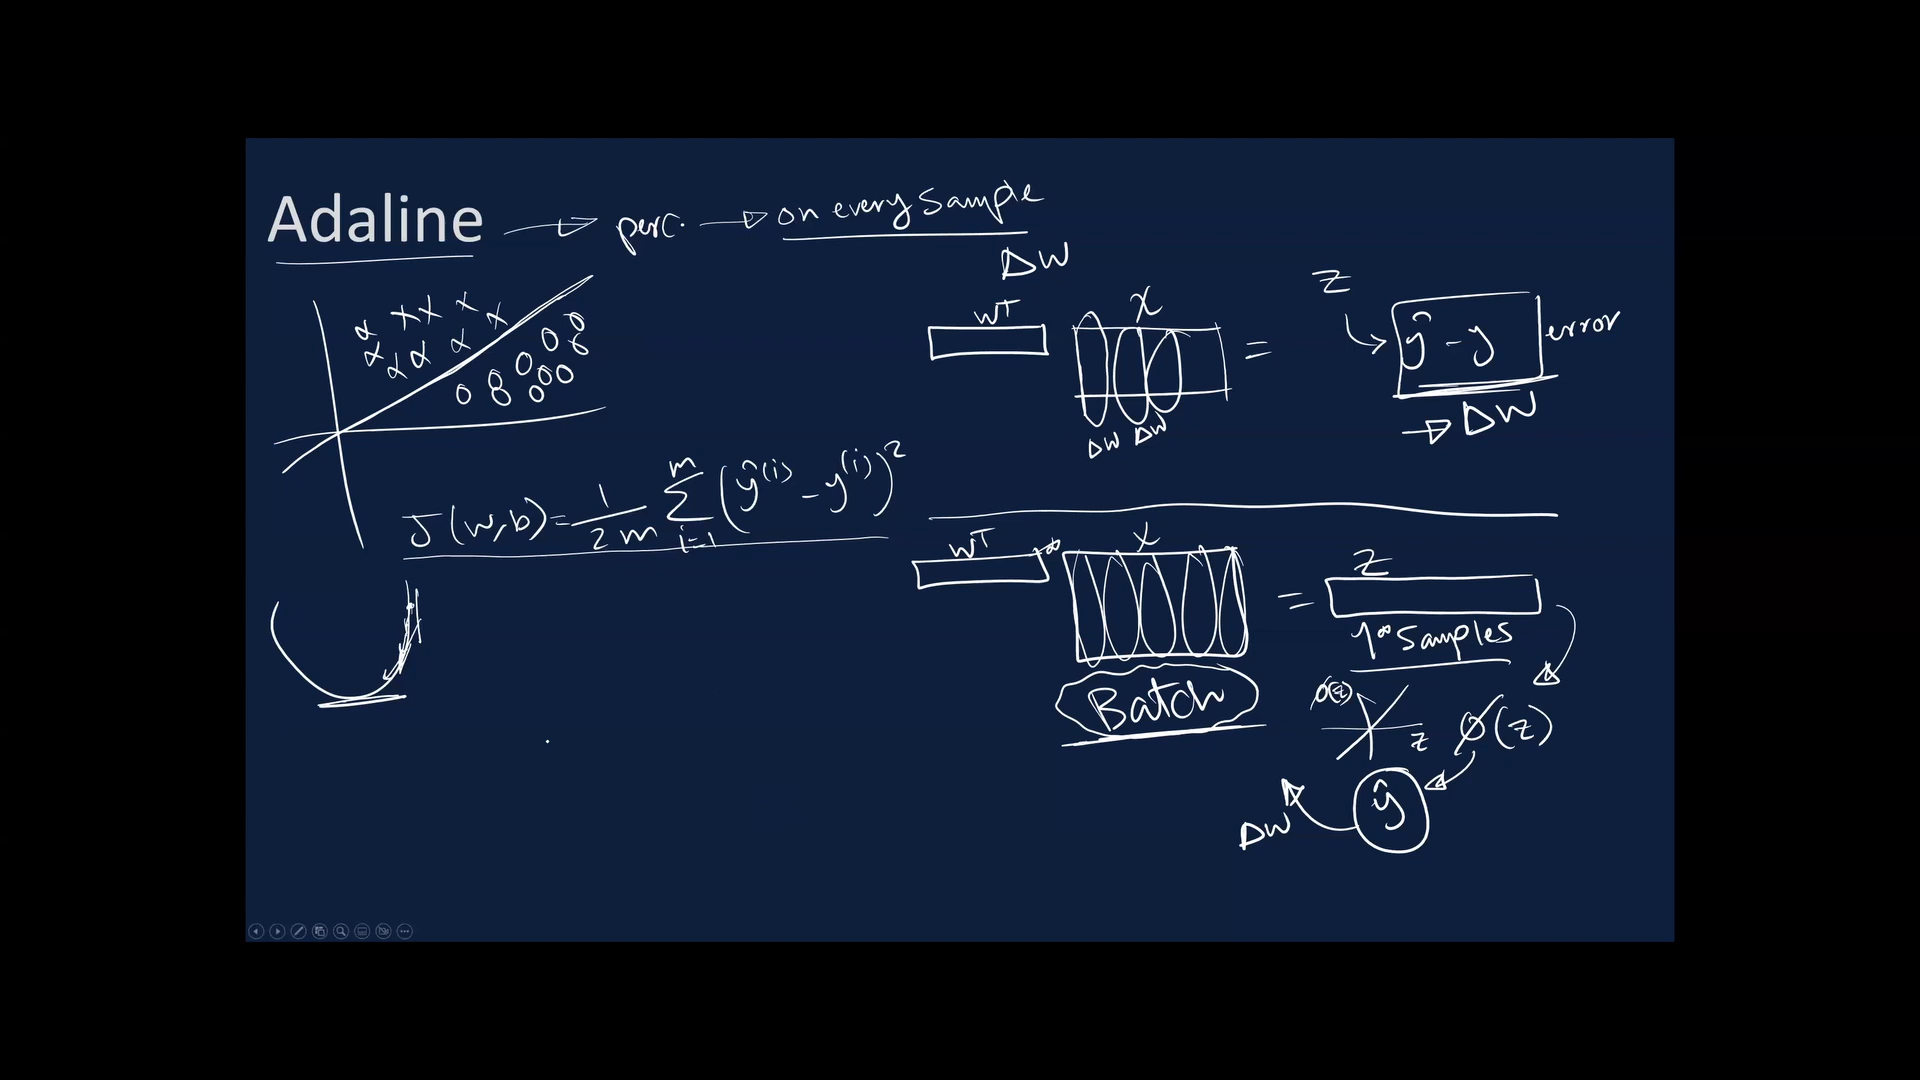 Adaline → perc. → on every sample
ΔW
Wᵀ X = Z
ŷ - y error
ΔW ΔW
→ ΔW
J(w,b) = 1/2m Σ i=1 m (ŷ⁽ⁱ⁾ - y⁽ⁱ⁾)²
Wᵀ X = Z
samples
Batch
Ø(z) Z Ø(z)
ŷ
ΔW